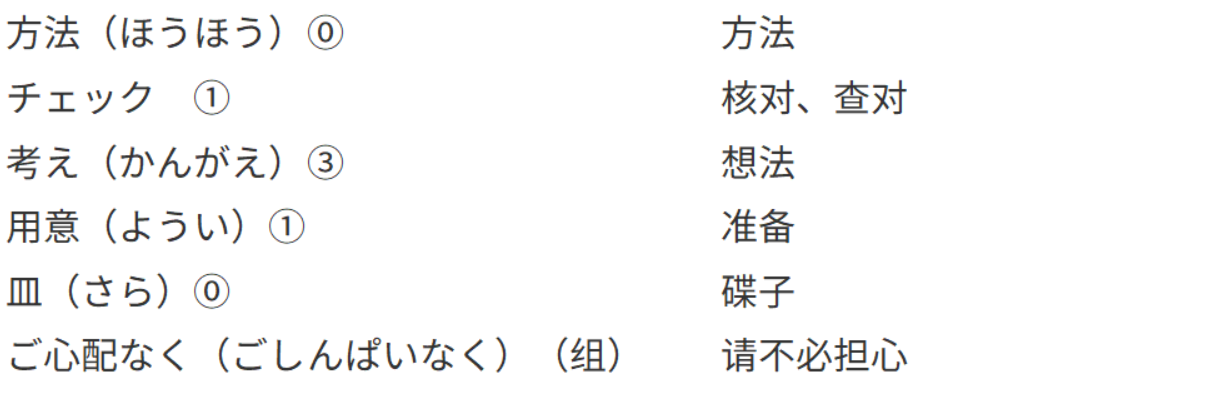 方法（ほうほう）⓪ 方法
チェック　① 核对、查对
考え（かんがえ）③ 想法
用意（ようい）① 准备
皿（さら）⓪ 碟子
ご心配なく（ごしんぱいなく）（组） 请不必担心